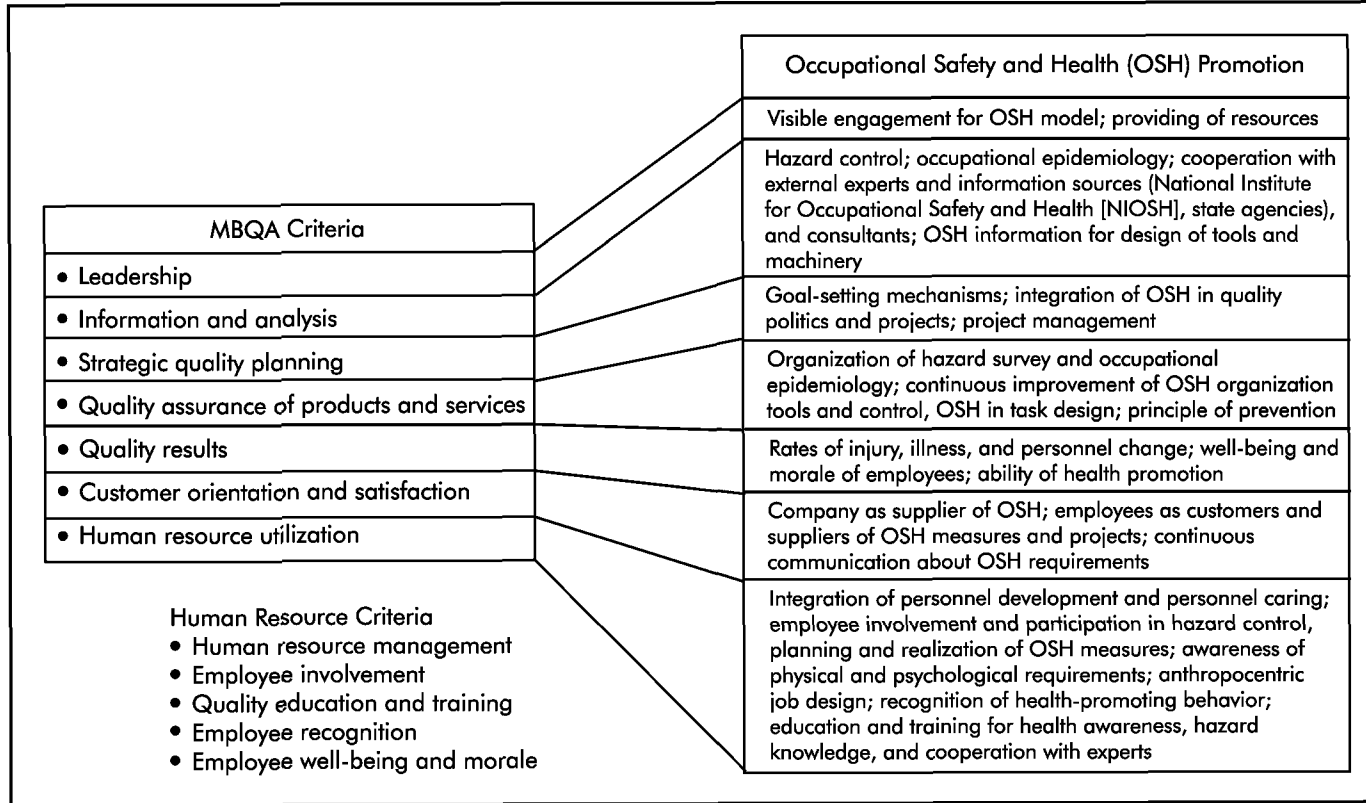 MBQA Criteria
• Leadership
• Information and analysis
• Strategic quality planning
• Quality assurance of products and services
• Quality results
• Customer orientation and satisfaction
• Human resource utilization
Human Resource Criteria
• Human resource management
• Employee involvement
• Quality education and training
• Employee recognition
• Employee well-being and morale
Occupational Safety and Health (OSH) Promotion
Visible engagement for OSH model; providing of resources
Hazard control; occupational epidemiology; cooperation with
external experts and information sources (National Institute
for Occupational Safety and Health [NIOSH], state agencies),
and consultants; OSH information for design of tools and
machinery
Goal-setting mechanisms; integration of OSH in quality
politics and projects; project management
Organization of hazard survey and occupational
epidemiology; continuous improvement of OSH organization
tools and control, OSH in task design; principle of prevention
Rates of injury, illness, and personnel change; well-being and
morale of employees; ability of health promotion
Company as supplier of OSH; employees as customers and
suppliers of OSH measures and projects; continuous
communication about OSH requirements
Integration of personnel development and personnel caring;
employee involvement and participation in hazard control,
planning and realization of OSH measures; awareness of
physical and psychological requirements; anthropocentric
job design; recognition of health-promoting behavior;
education and training for health awareness, hazard
knowledge, and cooperation with experts